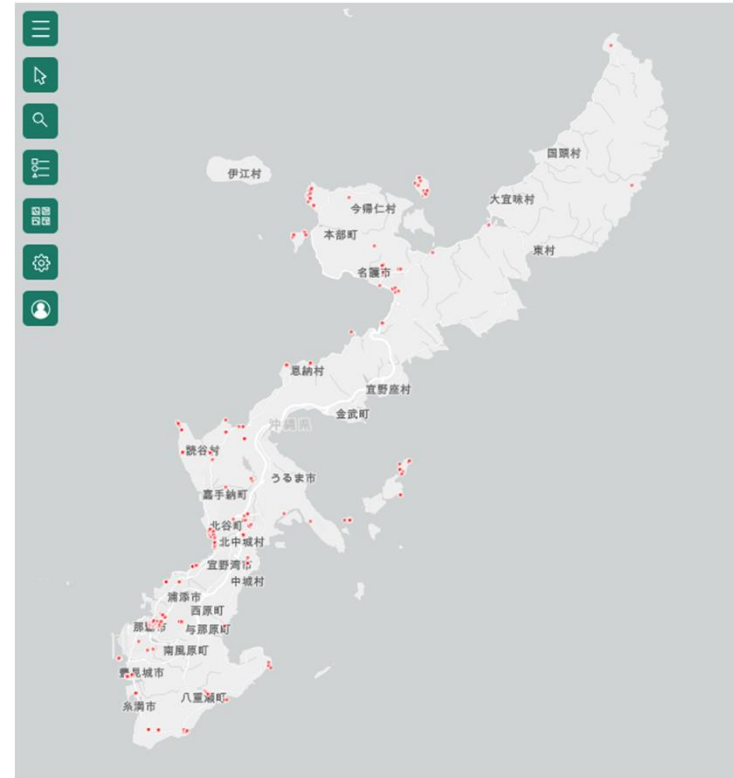 国頭村
伊江村
大宜味村
今帰仁村
本部町
東村
名護市
恩納村
宜野座村
金武町
沖縄県
読谷村
うるま市
嘉手納町
北谷町
北中城村
宜野湾市
中城村
浦添市
西原町
那覇市
与那原町
南風原町
豊見城市
八重瀬町
糸満市